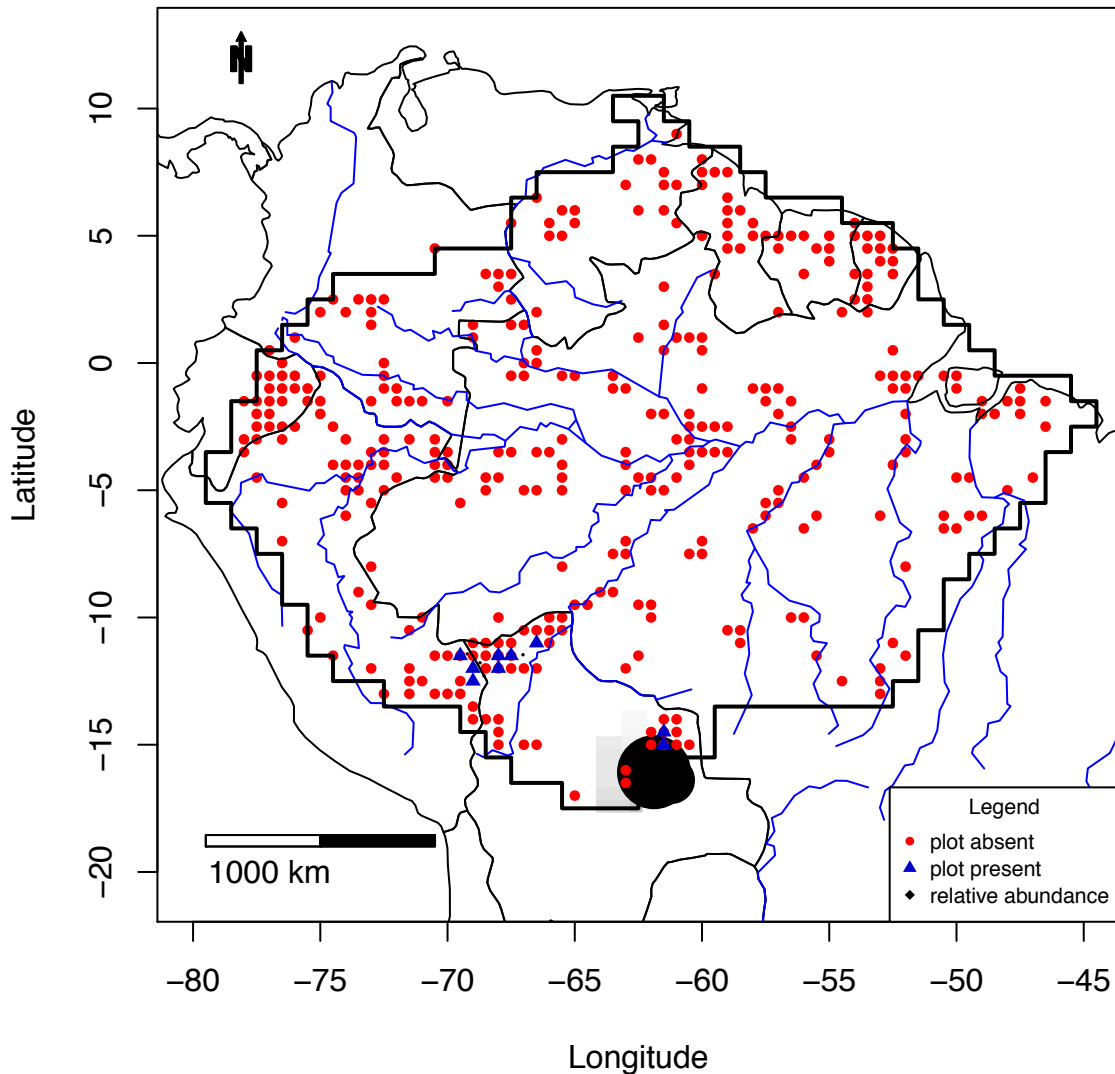 N
10
5
0
−5
−10
−15
−20
Latitude
1000 km
Legend
plot absent
plot present
relative abundance
−80
−75
−70
−65
−60
−55
−50
−45
Longitude